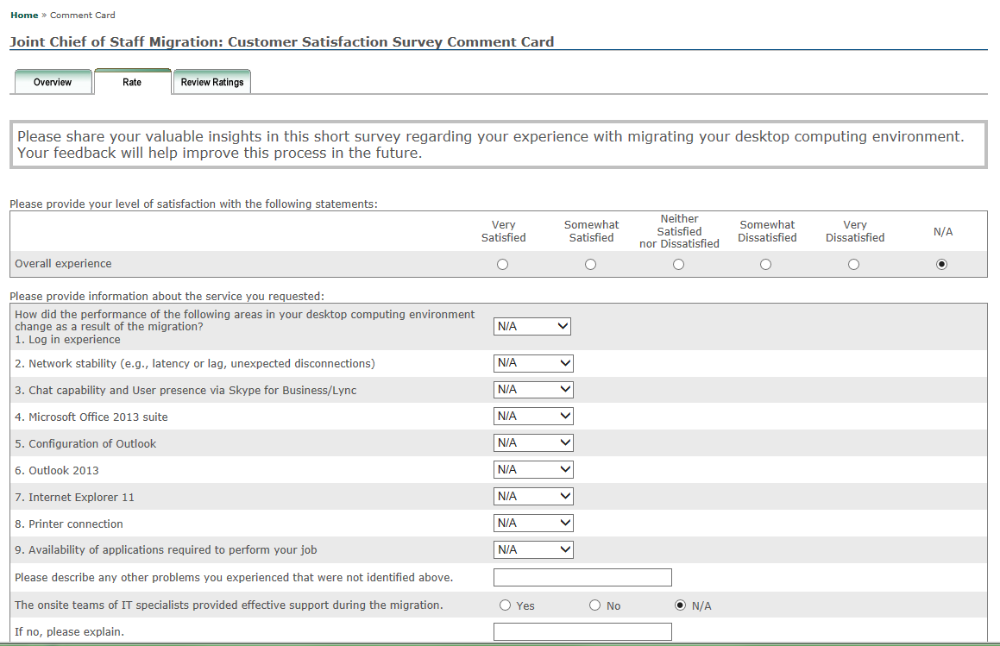 Home » Comment Card
Joint Chief of Staff Migration: Customer Satisfaction Survey Comment Card
Overview Rate Review Ratings
Please share your valuable insights in this short survey regarding your experience with migrating your desktop computing environment.
Your feedback will help improve this process in the future.
Please provide your level of satisfaction with the following statements:
Very Satisfied
Somewhat Satisfied
Neither Satisfied nor Dissatisfied
Somewhat Dissatisfied
Very Dissatisfied
N/A
Overall experience
Please provide information about the service you requested:
How did the performance of the following areas in your desktop computing environment
change as a result of the migration?
1. Log in experience N/A
2. Network stability (e.g., latency or lag, unexpected disconnections) N/A
3. Chat capability and User presence via Skype for Business/Lync N/A
4. Microsoft Office 2013 suite N/A
5. Configuration of Outlook N/A
6. Outlook 2013 N/A
7. Internet Explorer 11 N/A
8. Printer connection N/A
9. Availability of applications required to perform your job N/A
Please describe any other problems you experienced that were not identified above.
The onsite teams of IT specialists provided effective support during the migration. Yes No N/A
If no, please explain.